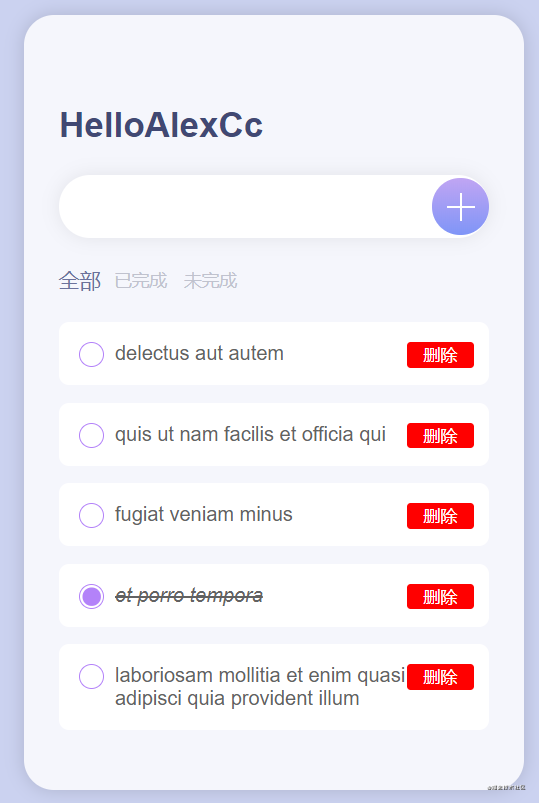 HelloAlexCc
全部 已完成 未完成
delectus aut autem 删除
quis ut nam facilis et officia qui 删除
fugiat veniam minus 删除
et porro tempora 删除
laboriosam mollitia et enim quasi 删除
adipisci quia provident illum